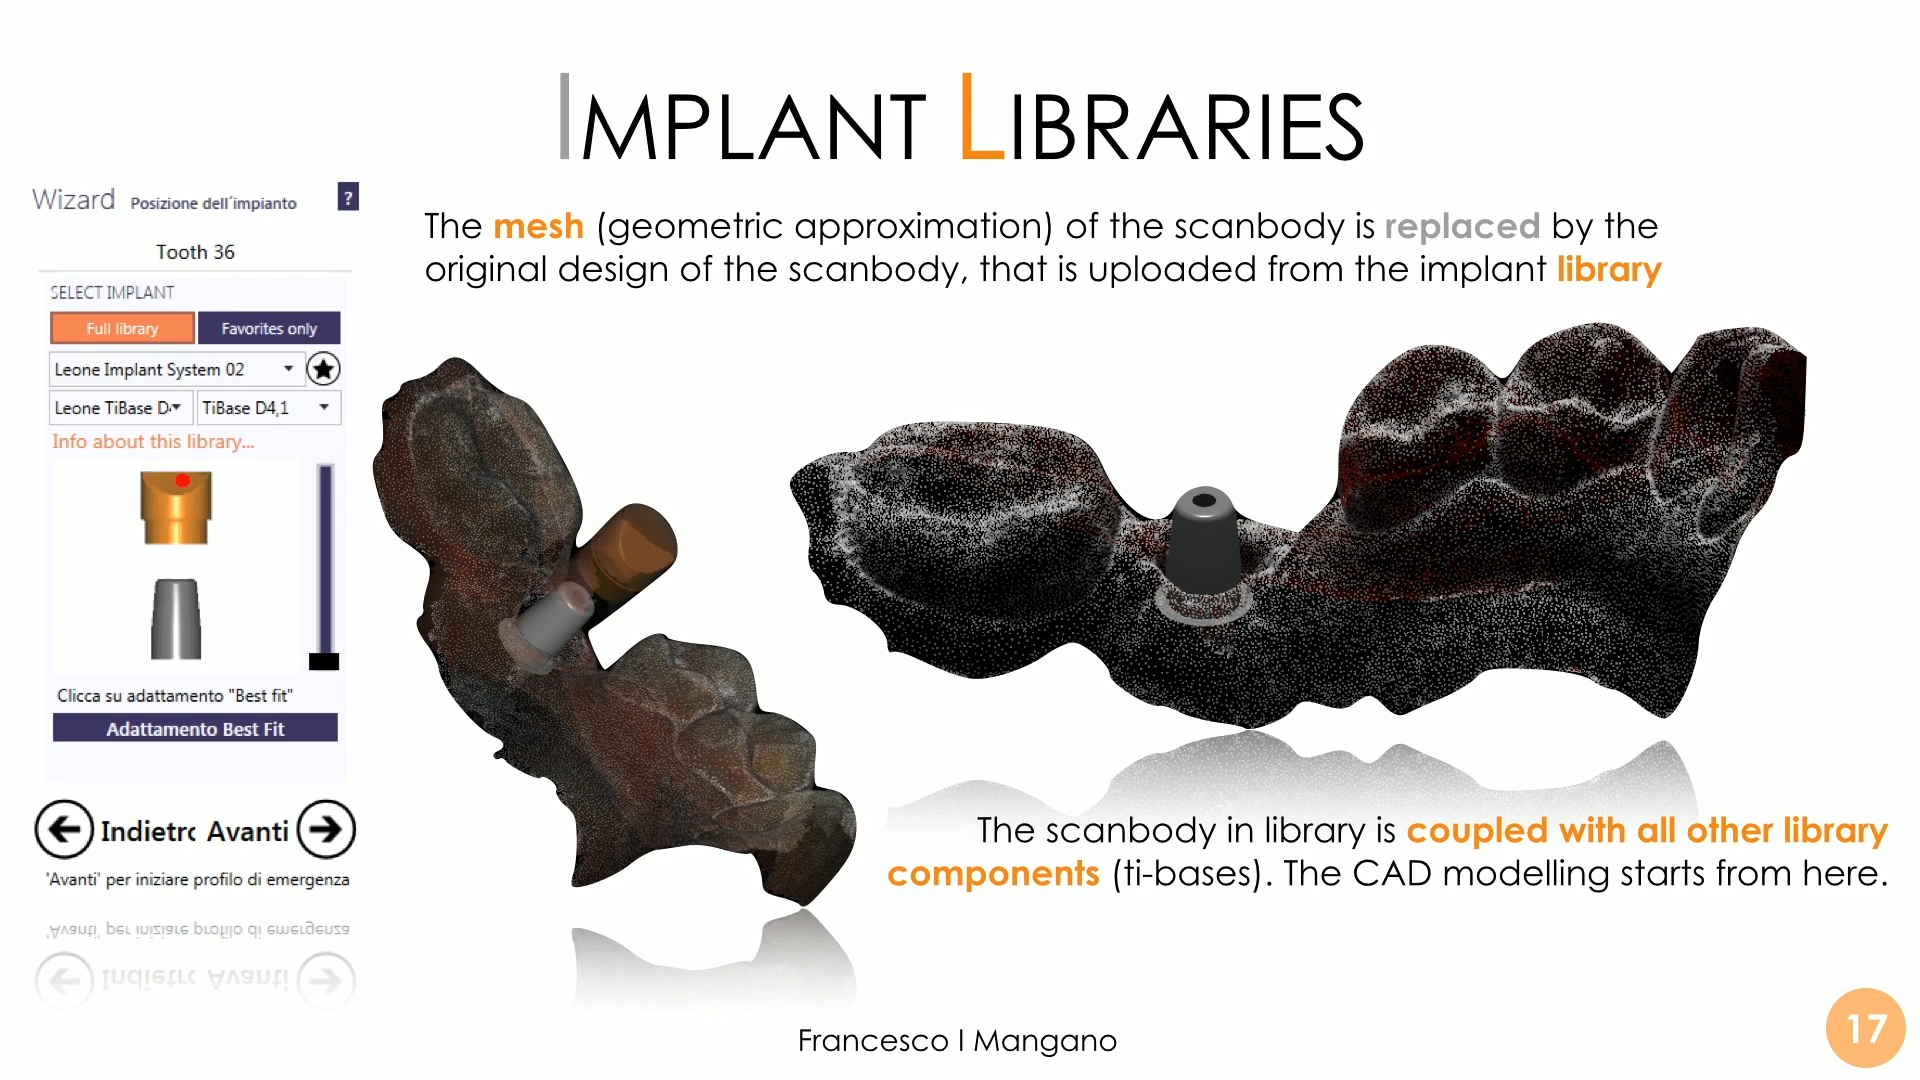 IMPLANT LIBRARIES
Wizard Posizione dell´impianto ?
Tooth 36
SELECT IMPLANT
Full library Favorites only
Leone Implant System 02
Leone TiBase D TiBase D4,1
Info about this library...
Clicca su adattamento "Best fit"
Adattamento Best Fit
Indietro Avanti
'Avanti' per iniziare profilo di emergenza
The mesh (geometric approximation) of the scanbody is replaced by the
original design of the scanbody, that is uploaded from the implant library
The scanbody in library is coupled with all other library
components (ti-bases). The CAD modelling starts from here.
Francesco I Mangano
17